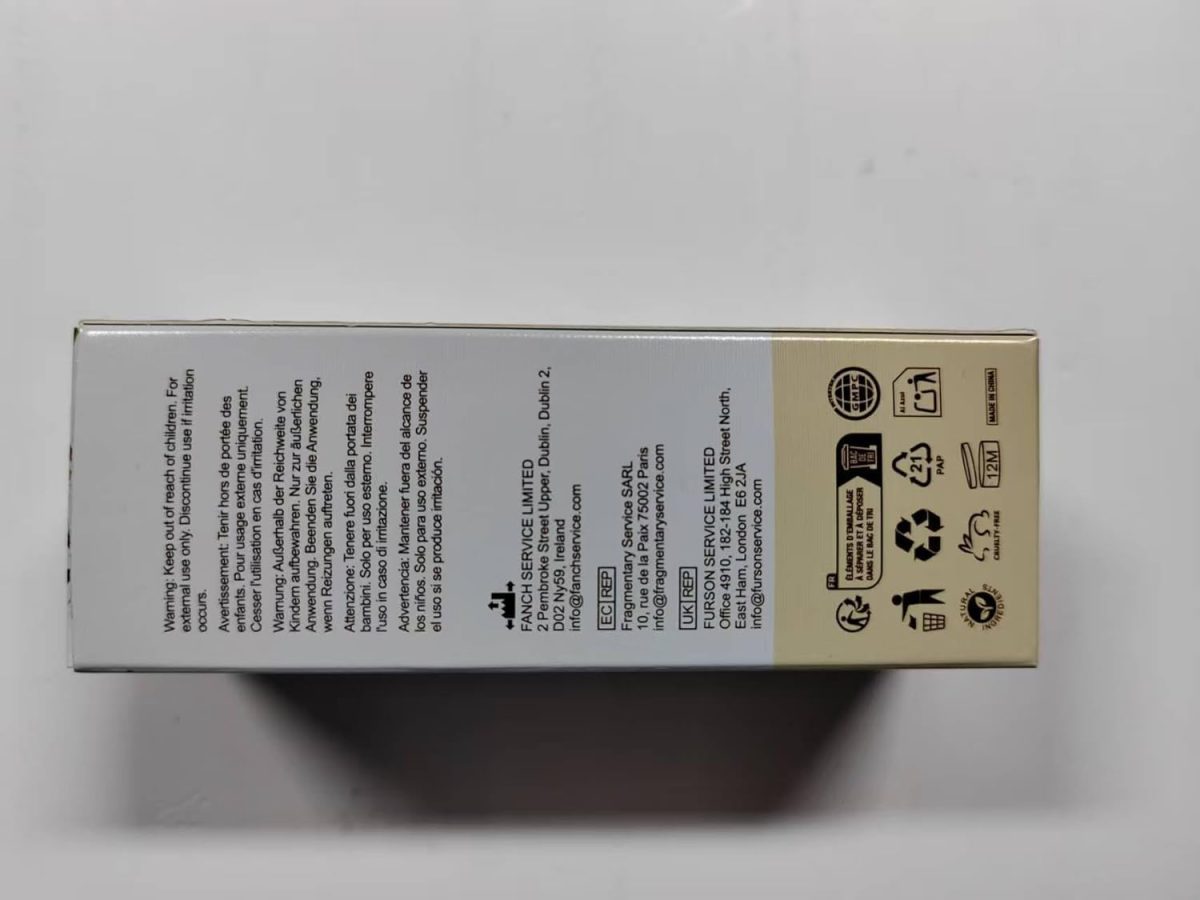 Warning: Keep out of reach of children. For
external use only. Discontinue use if irritation
occurs.
Avertissement: Tenir hors de portée des
enfants. Pour usage externe uniquement.
Cesser l'utilisation en cas d'irritation.
Warnung: Außerhalb der Reichweite von
Kindern aufbewahren. Nur zur äußerlichen
Anwendung. Beenden Sie die Anwendung,
wenn Reizungen auftreten.
Attenzione: Tenere fuori dalla portata dei
bambini. Solo per uso esterno. Interrompere
l'uso in caso di irritazione.
Advertencia: Mantener fuera del alcance de
los niños. Solo para uso externo. Suspender
el uso si se produce irritación.
FANCH SERVICE LIMITED
2 Pembroke Street Upper, Dublin, Dublin 2,
D02 Ny59, Ireland
info@fanchservice.com
EC REP
Fragmentary Service SARL
10, rue de la Paix 75002 Paris
info@fragmentaryservice.com
UK REP
FURSON SERVICE LIMITED
Office 4910, 182-184 High Street North,
East Ham, London E6 2JA
info@fursonservice.com
FR
ÉLÉMENTS D'EMBALLAGE
À SÉPARER ET À DÉPOSER
DANS LE BAC DE TRI
BAC
DE
TRI
GMPC
21
PAP
Al Azul
NATURAL
INGREDIENTS
CRUELTY-FREE
12M
MADE IN CHINA